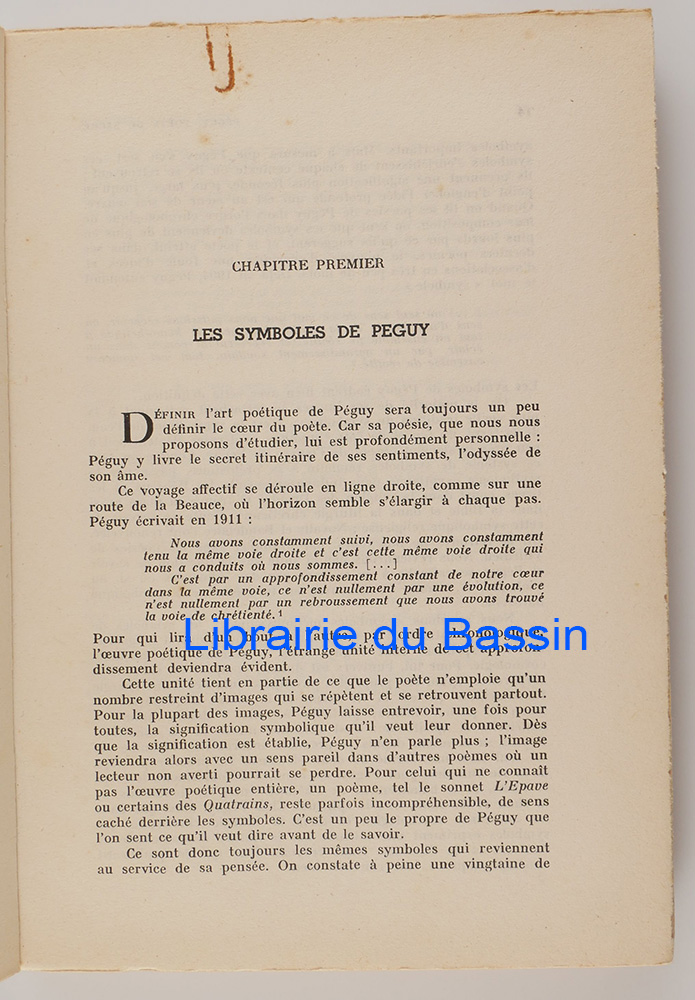 CHAPITRE PREMIER
LES SYMBOLES DE PEGUY
DÉFINIR l'art poétique de Péguy sera toujours un peu
définir le cœur du poète. Car sa poésie, que nous nous
proposons d'étudier, lui est profondément personnelle :
Péguy y livre le secret itinéraire de ses sentiments, l'odyssée de
son âme.
Ce voyage affectif se déroule en ligne droite, comme sur une
route de la Beauce, où l'horizon semble s'élargir à chaque pas.
Péguy écrivait en 1911 :
Nous avons constamment suivi, nous avons constamment
tenu la même voie droite et c'est cette même voie droite qui
nous a conduits où nous sommes. [...]
C'est par un approfondissement constant de notre cœur
dans la même voie, ce n'est nullement par une évolution, ce
n'est nullement par un rebroussement que nous avons trouvé
la voie de chrétienté.¹
Pour qui lira d'un bout à l'autre, par ordre chronologique,
Librairie du Bassin
l'œuvre poétique de Péguy, l'étrange unité interne de cet approfon-
dissement deviendra évident.
Cette unité tient en partie de ce que le poète n'emploie qu'un
nombre restreint d'images qui se répètent et se retrouvent partout.
Pour la plupart des images, Péguy laisse entrevoir, une fois pour
toutes, la signification symbolique qu'il veut leur donner. Dès
que la signification est établie, Péguy n'en parle plus ; l'image
reviendra alors avec un sens pareil dans d'autres poèmes où un
lecteur non averti pourrait se perdre. Pour celui qui ne connaît
pas l'œuvre poétique entière, un poème, tel le sonnet L'Epave
ou certains des Quatrains, reste parfois incompréhensible, de sens
caché derrière les symboles. C'est un peu le propre de Péguy que
l'on sent ce qu'il veut dire avant de le savoir.
Ce sont donc toujours les mêmes symboles qui reviennent
au service de sa pensée. On constate à peine une vingtaine de